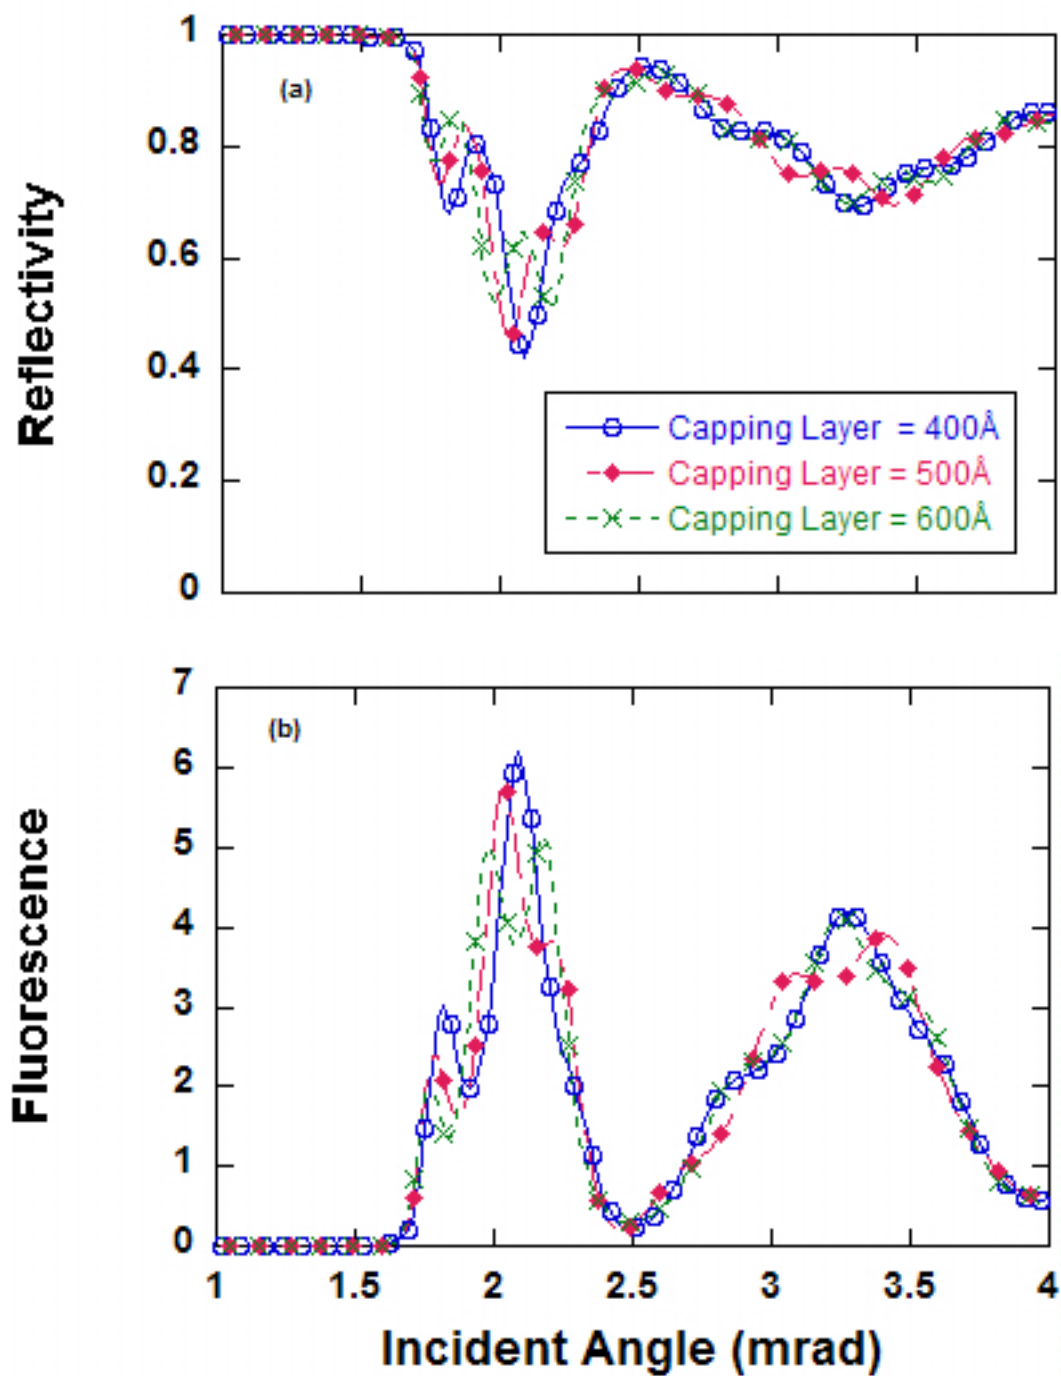 1
(a)
0.8
0.6
Reflectivity
0.4
Capping Layer = 400Å
Capping Layer = 500Å
Capping Layer = 600Å
0.2
0
7
(b)
6
5
Fluorescence
4
3
2
1
0
1 1.5 2 2.5 3 3.5 4
Incident Angle (mrad)